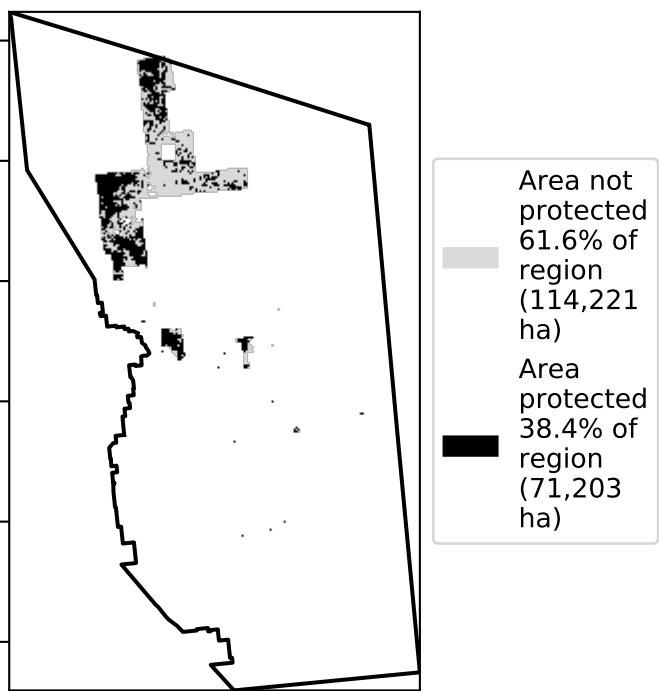 Area not
protected
61.6% of
region
(114,221
ha)
Area
protected
38.4% of
region
(71,203
ha)